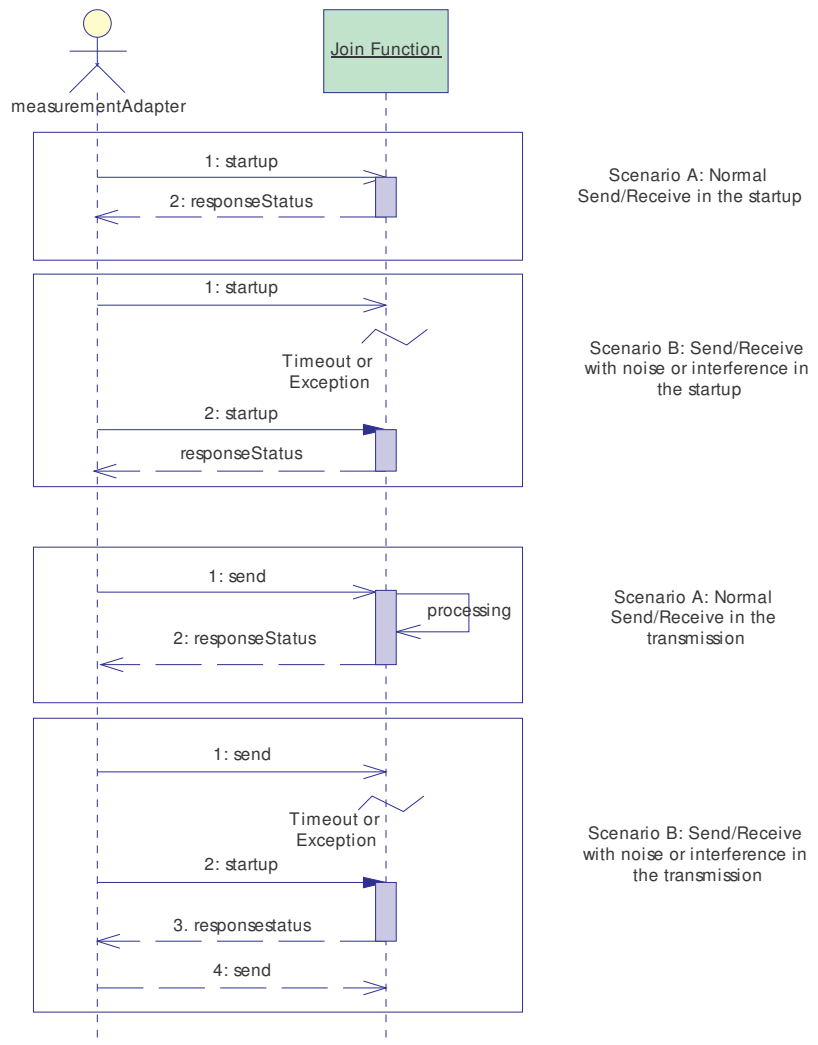 Join Function
measurementAdapter
1: startup
2: responseStatus
Scenario A: Normal
Send/Receive in the startup
1: startup
Timeout or
Exception
2: startup
responseStatus
Scenario B: Send/Receive
with noise or interference in
the startup
1: send
processing
2: responseStatus
Scenario A: Normal
Send/Receive in the
transmission
1: send
Timeout or
Exception
2: startup
3. responsestatus
4: send
Scenario B: Send/Receive
with noise or interference in
the transmission